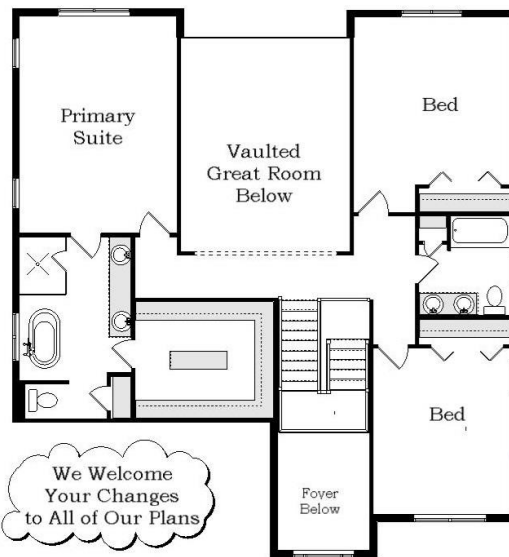 Primary
Suite
Vaulted
Great Room
Below
Bed
Bed
Foyer
Below
We Welcome
Your Changes
to All of Our Plans